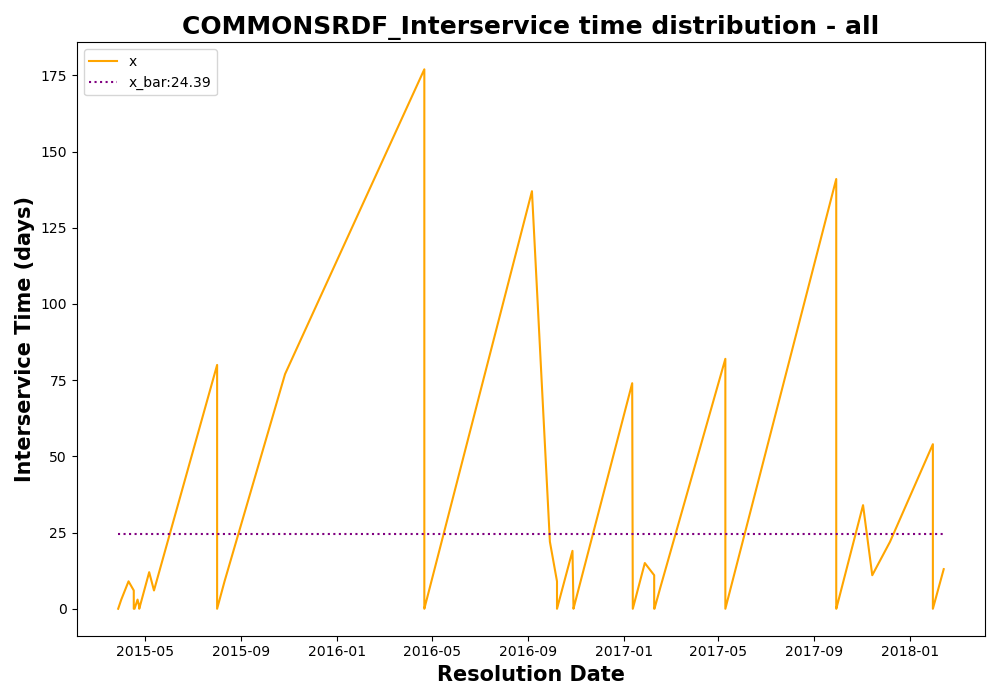 COMMONSRDF_Interservice time distribution - all
x
x_bar:24.39
Interservice Time (days)
175
150
125
100
75
50
25
0
2015-05 2015-09 2016-01 2016-05 2016-09 2017-01 2017-05 2017-09 2018-01
Resolution Date